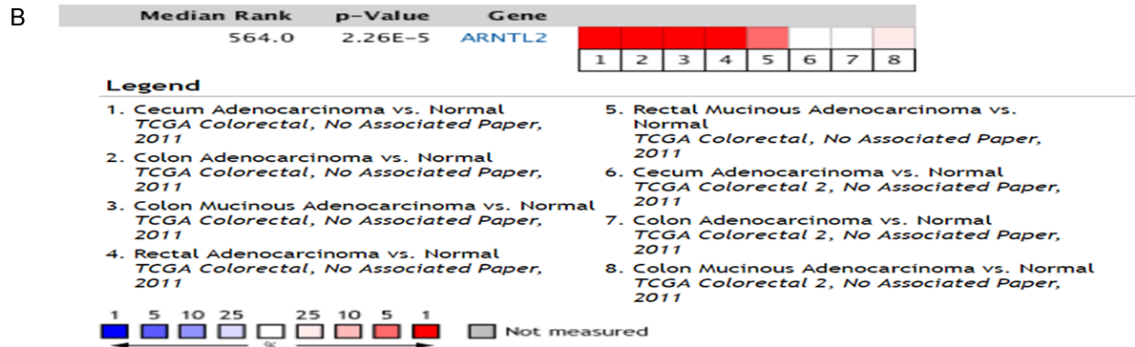 B
Median Rank p-Value Gene
564.0 2.26E-5 ARNTL2
1 2 3 4 5 6 7 8
Legend
1. Cecum Adenocarcinoma vs. Normal
TCGA Colorectal, No Associated Paper,
2011
2. Colon Adenocarcinoma vs. Normal
TCGA Colorectal, No Associated Paper,
2011
3. Colon Mucinous Adenocarcinoma vs. Normal
TCGA Colorectal, No Associated Paper,
2011
4. Rectal Adenocarcinoma vs. Normal
TCGA Colorectal, No Associated Paper,
2011
5. Rectal Mucinous Adenocarcinoma vs.
Normal
TCGA Colorectal, No Associated Paper,
2011
6. Cecum Adenocarcinoma vs. Normal
TCGA Colorectal 2, No Associated Paper,
2011
7. Colon Adenocarcinoma vs. Normal
TCGA Colorectal 2, No Associated Paper,
2011
8. Colon Mucinous Adenocarcinoma vs. Normal
TCGA Colorectal 2, No Associated Paper,
2011
1 5 10 25 25 10 5 1
Not measured
%